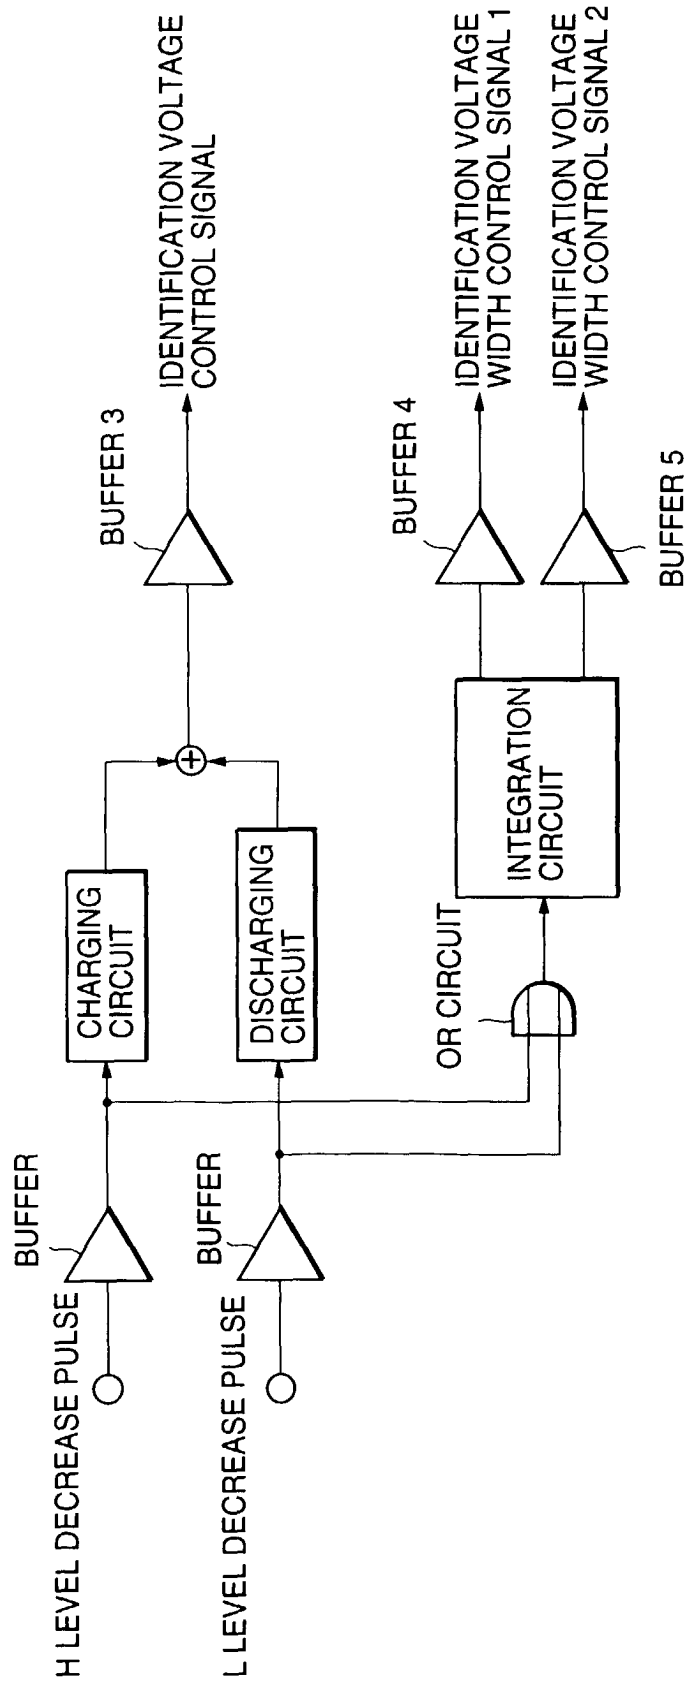 H LEVEL DECREASE PULSE
BUFFER
CHARGING
CIRCUIT
BUFFER 3
IDENTIFICATION VOLTAGE
CONTROL SIGNAL
L LEVEL DECREASE PULSE
BUFFER
DISCHARGING
CIRCUIT
+
OR CIRCUIT
INTEGRATION
CIRCUIT
BUFFER 4
IDENTIFICATION VOLTAGE
WIDTH CONTROL SIGNAL 1
BUFFER 5
IDENTIFICATION VOLTAGE
WIDTH CONTROL SIGNAL 2